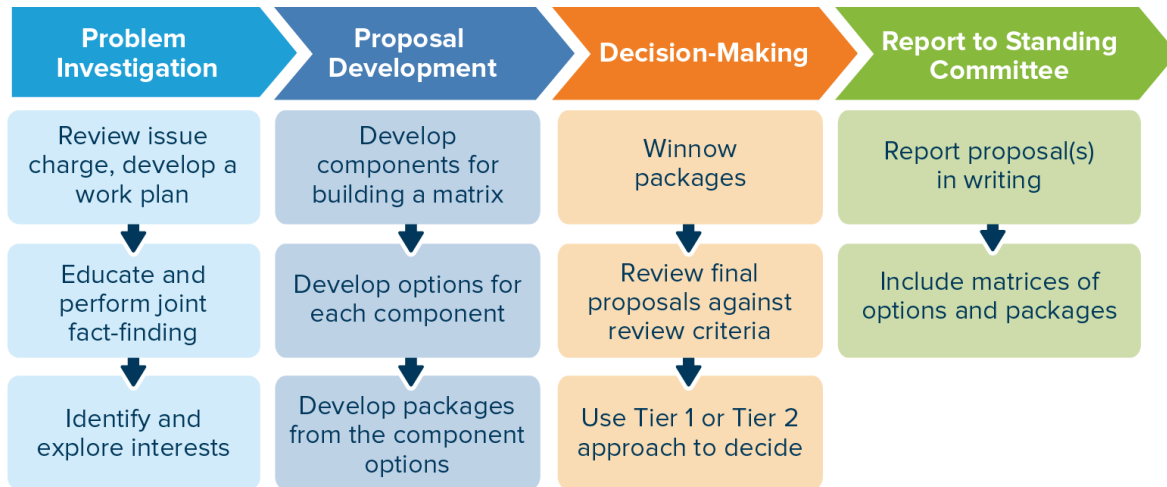 Problem
Investigation
Proposal
Development
Decision-Making
Report to Standing
Committee
Review issue
charge, develop a
work plan
Educate and
perform joint
fact-finding
Identify and
explore interests
Develop
components for
building a matrix
Develop options for
each component
Develop packages
from the component
options
Winnow
packages
Review final
proposals against
review criteria
Use Tier 1 or Tier 2
approach to decide
Report proposal(s)
in writing
Include matrices of
options and packages